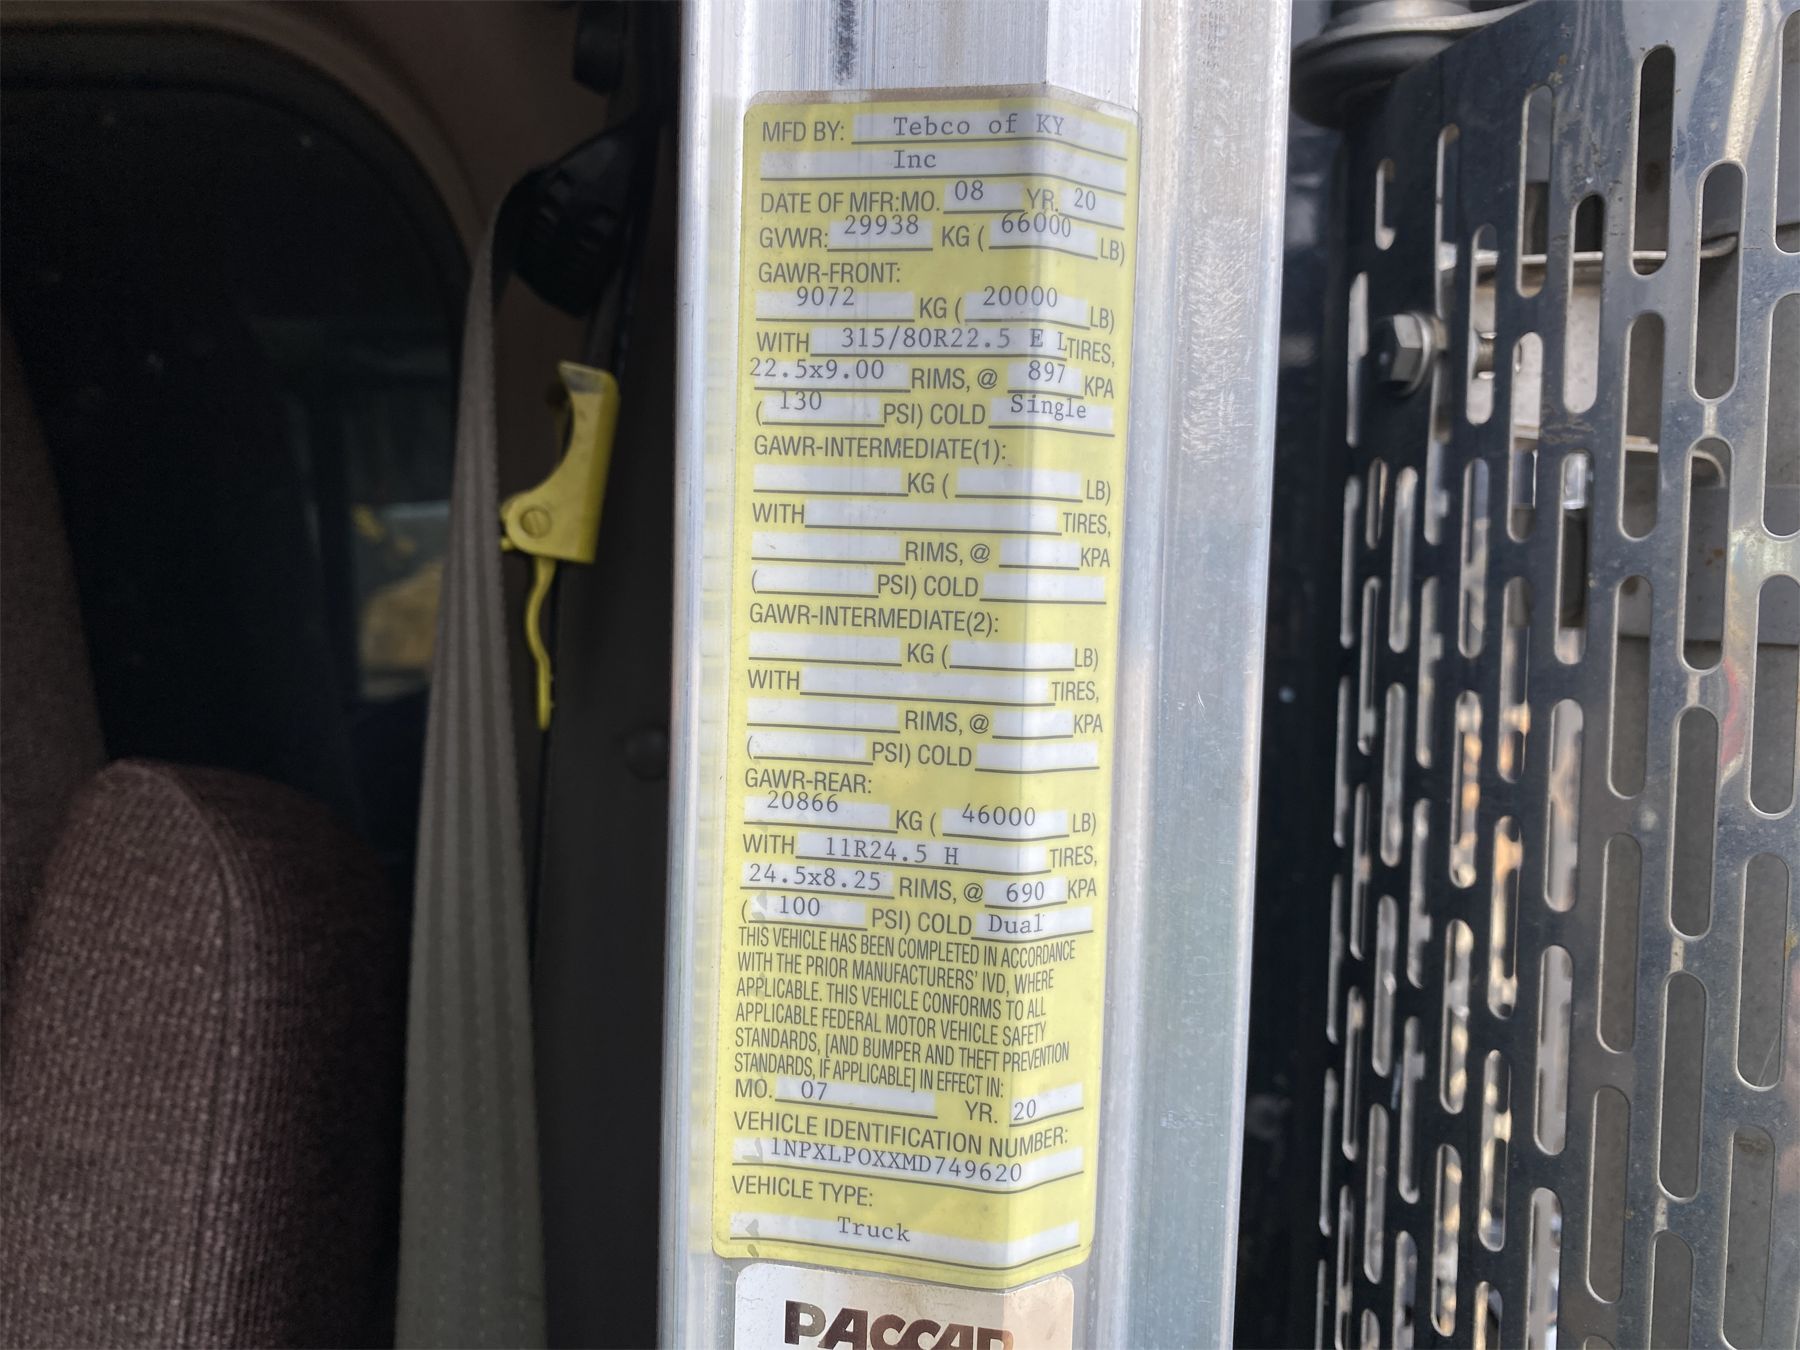 MFD BY: Tebco of KY
Inc
DATE OF MFR:MO. 08 YR. 20
GVWR: 29938 KG ( 66000 LB)
GAWR-FRONT:
9072 KG ( 20000 LB)
WITH 315/80R22.5 E L TIRES,
22.5x9.00 RIMS, @ 897 KPA
( 130 PSI) COLD Single
GAWR-INTERMEDIATE(1):
KG ( LB)
WITH TIRES,
RIMS, @ KPA
( PSI) COLD
GAWR-INTERMEDIATE(2):
KG ( LB)
WITH TIRES,
RIMS, @ KPA
( PSI) COLD
GAWR-REAR:
20866 KG ( 46000 LB)
WITH 11R24.5 H TIRES,
24.5x8.25 RIMS, @ 690 KPA
( 100 PSI) COLD Dual
THIS VEHICLE HAS BEEN COMPLETED IN ACCORDANCE
WITH THE PRIOR MANUFACTURERS' IVD, WHERE
APPLICABLE. THIS VEHICLE CONFORMS TO ALL
APPLICABLE FEDERAL MOTOR VEHICLE SAFETY
STANDARDS, [AND BUMPER AND THEFT PREVENTION
STANDARDS, IF APPLICABLE] IN EFFECT IN:
MO. 07 YR. 20
VEHICLE IDENTIFICATION NUMBER:
1NPXLP0XXMD749620
VEHICLE TYPE:
Truck
PACCAR